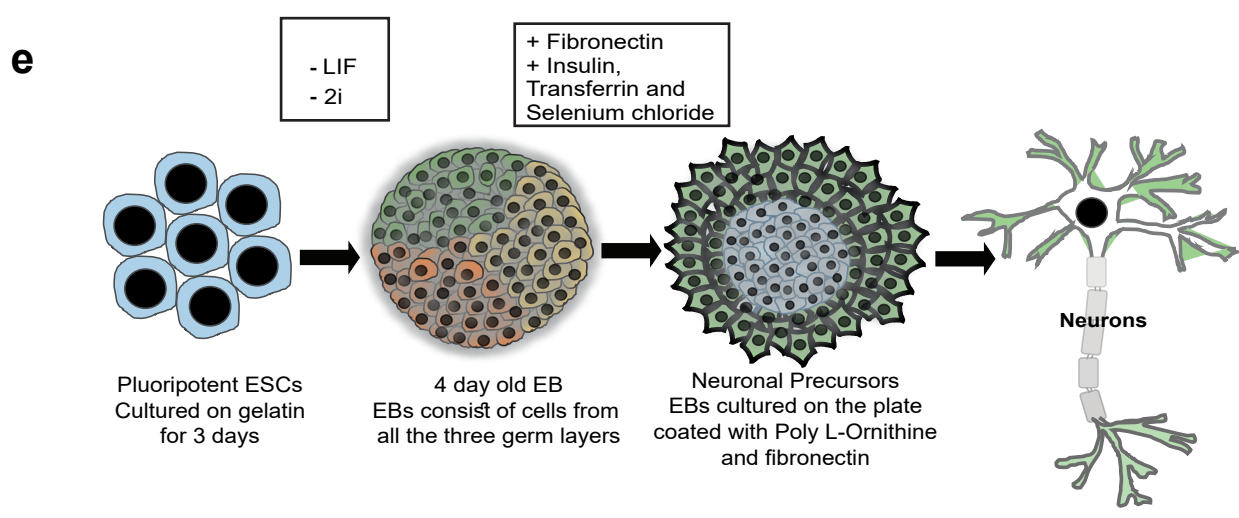 e
- LIF
- 2i
+ Fibronectin
+ Insulin,
Transferrin and
Selenium chloride
Neurons
Pluoripotent ESCs
Cultured on gelatin
for 3 days
4 day old EB
EBs consist of cells from
all the three germ layers
Neuronal Precursors
EBs cultured on the plate
coated with Poly L-Ornithine
and fibronectin